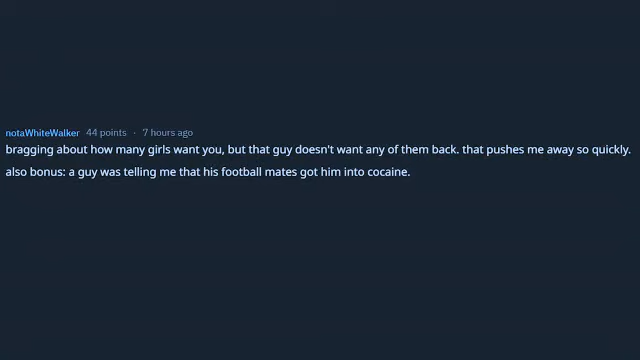 notaWhiteWalker 44 points · 7 hours ago
bragging about how many girls want you, but that guy doesn't want any of them back. that pushes me away so quickly.
also bonus: a guy was telling me that his football mates got him into cocaine.